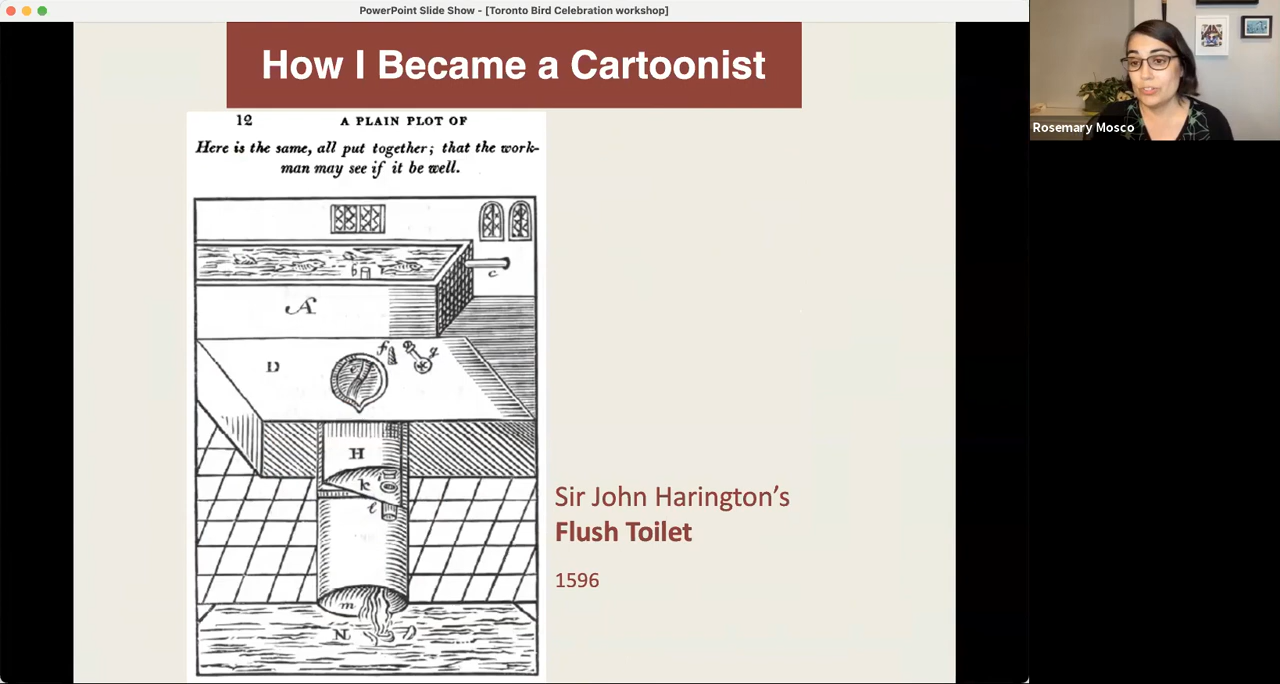 PowerPoint Slide Show - [Toronto Bird Celebration workshop]
How I Became a Cartoonist
12 A PLAIN PLOT OF
Here is the same, all put together; that the work-
man may see if it be well.
b
c
A
f g
D e
H
i
k
l
m
N
Sir John Harington’s
Flush Toilet
1596
Rosemary Mosco